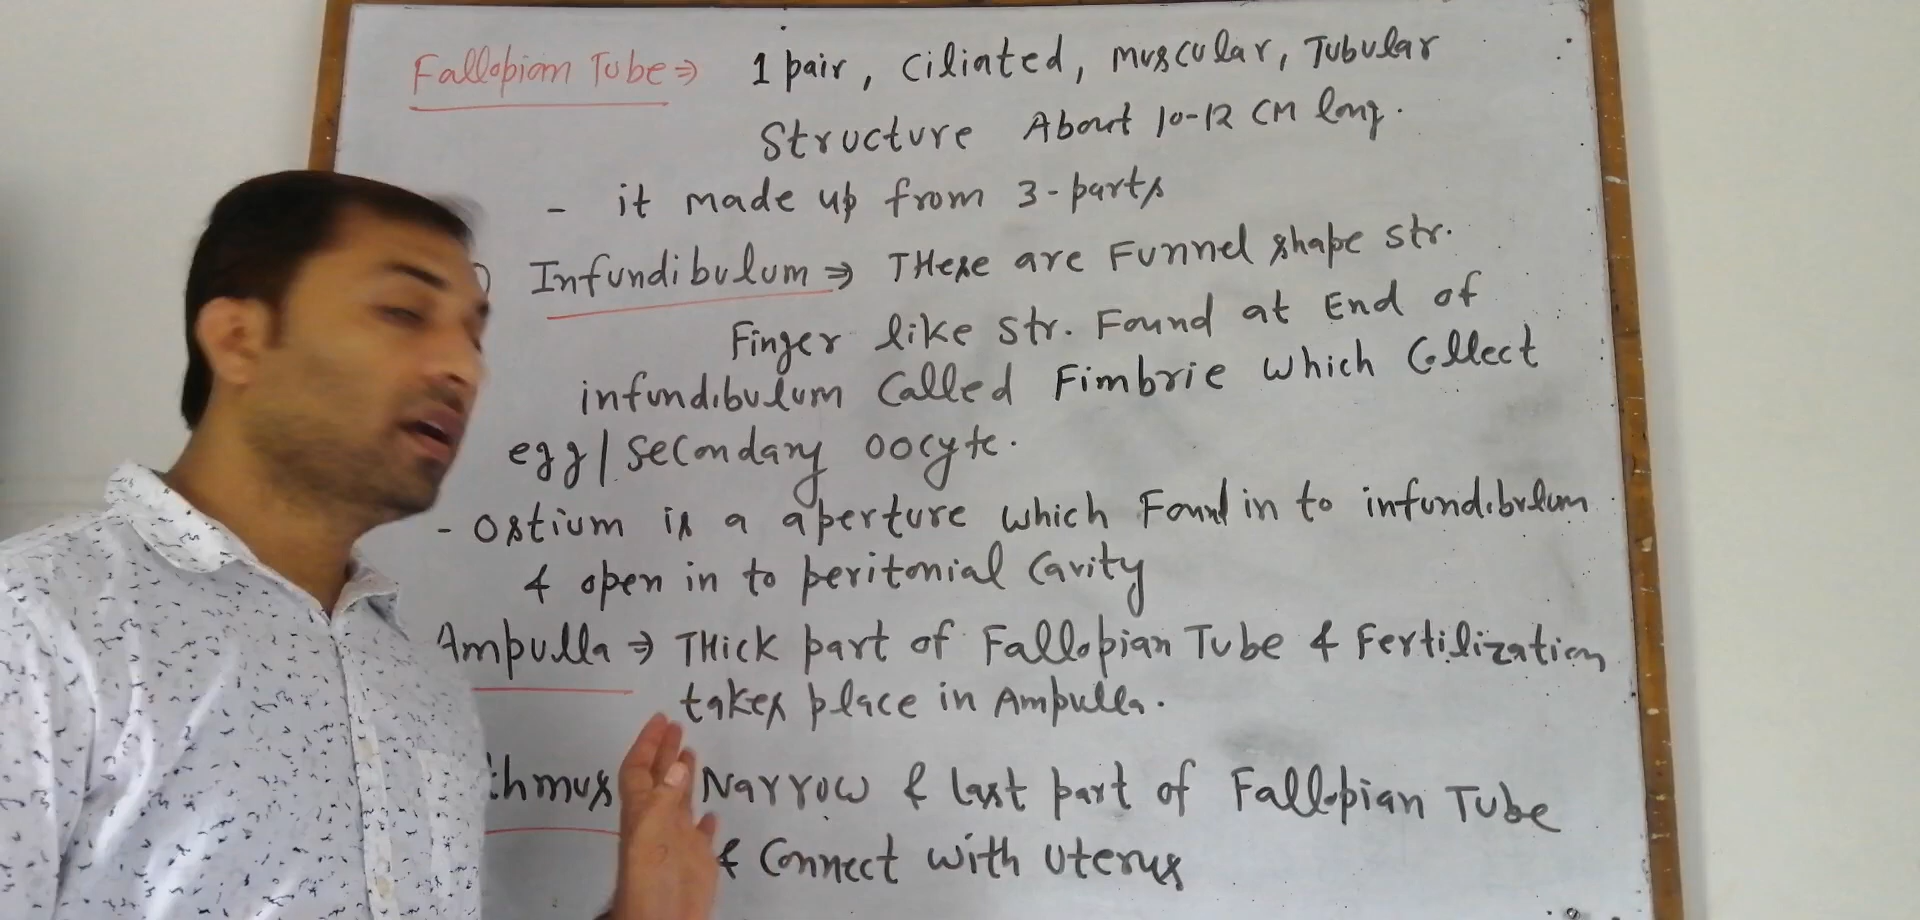 Fallopian Tube ⇒ 1 pair, ciliated, muscular, Tubular
Structure About 10-12 CM long.
- it made up from 3-parts
Infundibulum ⇒ THese are Funnel shape str.
Finger like str. Found at End of
infundibulum Called Fimbrie which Collect
egg/secondary oocyte.
- Ostium is a aperture which Found in to infundibulum
& open in to peritonial Cavity
Ampulla ⇒ THick part of Fallopian Tube & Fertilization
takes place in Ampulla.
thmus Narrow & last part of Fallopian Tube
& Connect with Uterus